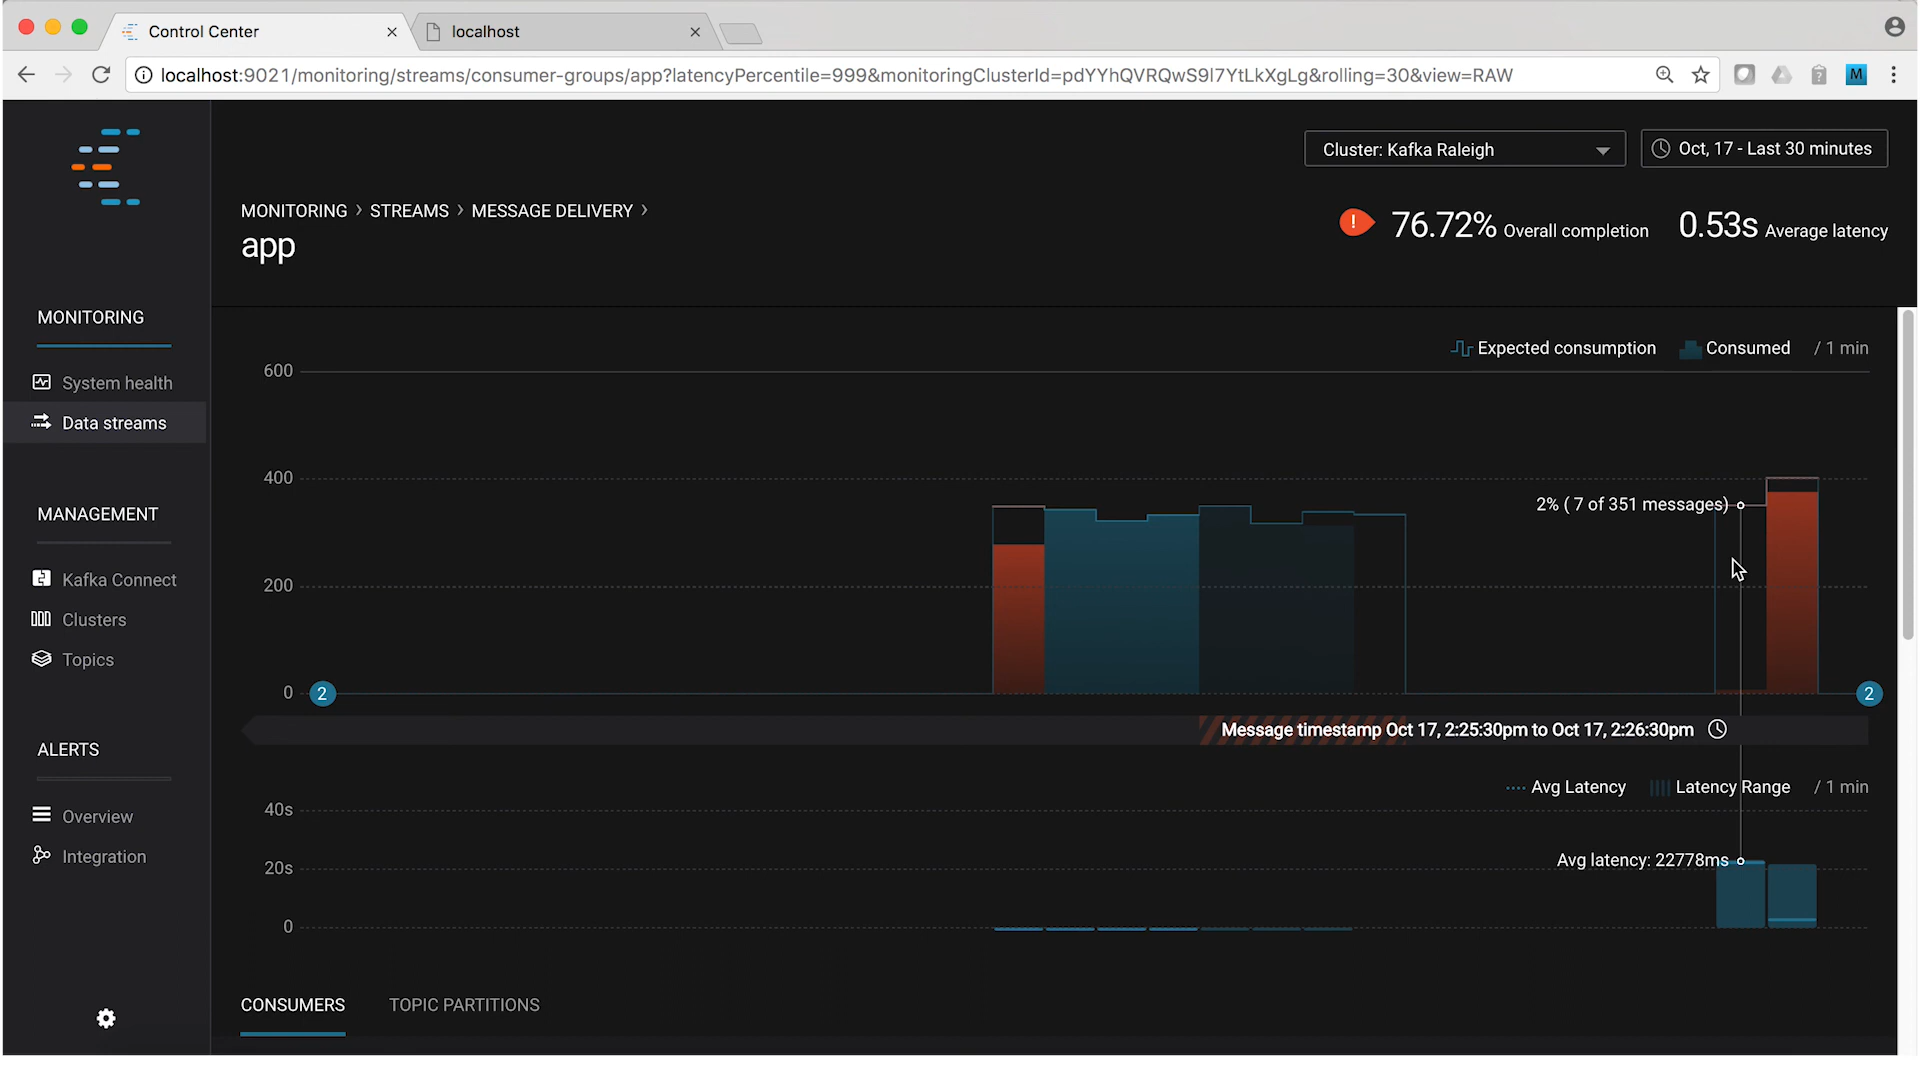 Control Center
localhost
localhost:9021/monitoring/streams/consumer-groups/app?latencyPercentile=999&monitoringClusterId=pdYYhQVRQwS9l7YtLkXgLg&rolling=30&view=RAW
M
Cluster: Kafka Raleigh
Oct, 17 - Last 30 minutes
MONITORING › STREAMS › MESSAGE DELIVERY ›
app
! 76.72% Overall completion 0.53s Average latency
MONITORING
System health
Data streams
MANAGEMENT
Kafka Connect
Clusters
Topics
ALERTS
Overview
Integration
Expected consumption Consumed / 1 min
600
400
2% ( 7 of 351 messages)
200
0 2 2
Message timestamp Oct 17, 2:25:30pm to Oct 17, 2:26:30pm
Avg Latency Latency Range / 1 min
40s
Avg latency: 22778ms
20s
0
CONSUMERS TOPIC PARTITIONS